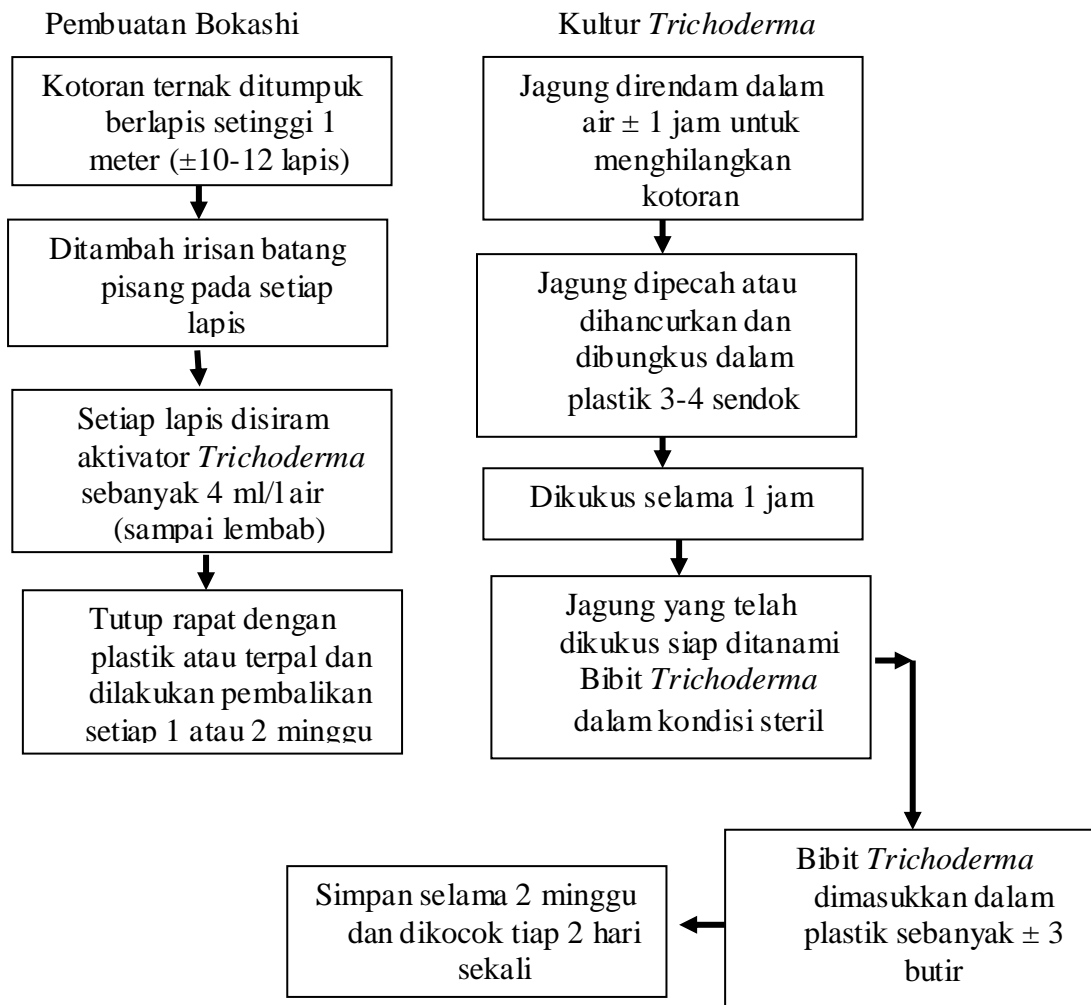 Pembuatan Bokashi
Kotoran ternak ditumpuk
berlapis setinggi 1
meter (±10-12 lapis)
Ditambah irisan batang
pisang pada setiap
lapis
Setiap lapis disiram
aktivator Trichoderma
sebanyak 4 ml/l air
(sampai lembab)
Tutup rapat dengan
plastik atau terpal dan
dilakukan pembalikan
setiap 1 atau 2 minggu
Kultur Trichoderma
Jagung direndam dalam
air ± 1 jam untuk
menghilangkan
kotoran
Jagung dipecah atau
dihancurkan dan
dibungkus dalam
plastik 3-4 sendok
Dikukus selama 1 jam
Jagung yang telah
dikukus siap ditanami
Bibit Trichoderma
dalam kondisi steril
Bibit Trichoderma
dimasukkan dalam
plastik sebanyak ± 3
butir
Simpan selama 2 minggu
dan dikocok tiap 2 hari
sekali